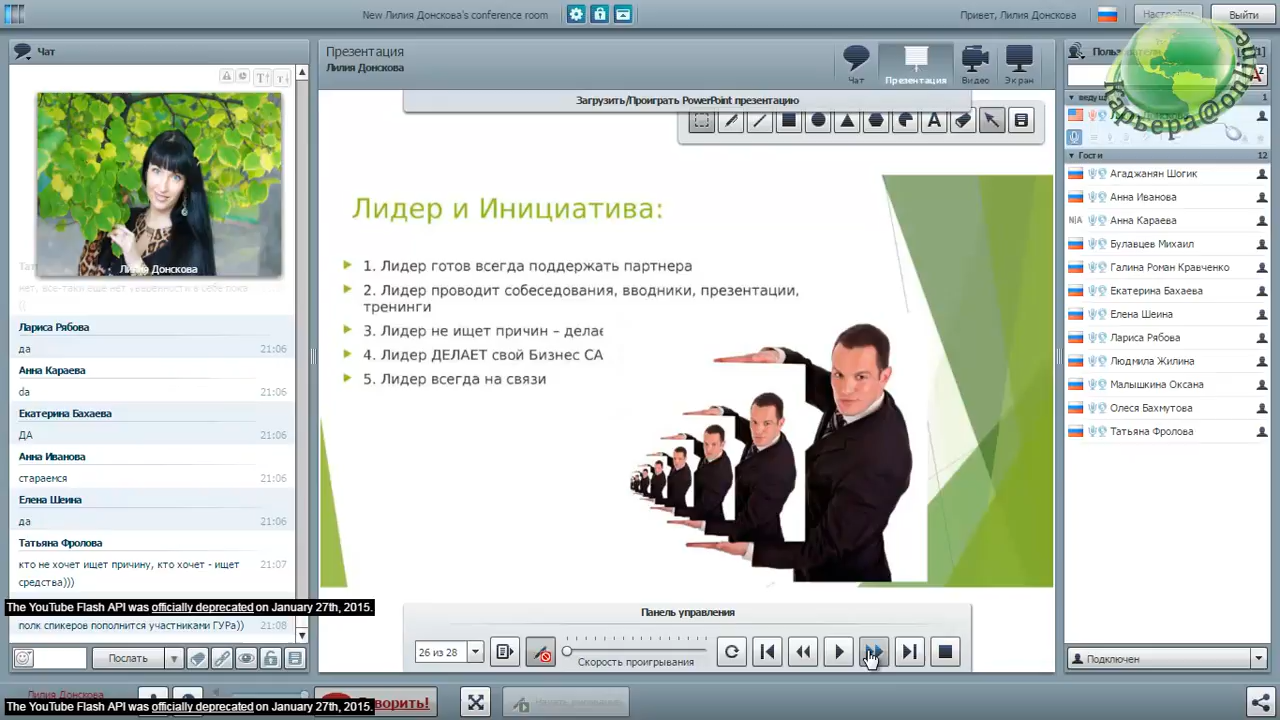 New Лилия Донскова's conference room
Привет, Лилия Донскова
Настройки
Выйти
Чат
Лилия Донскова
Лариса Рябова
да
21:06
Анна Караева
da
21:06
Екатерина Бахаева
ДА
21:06
Анна Иванова
стараемся
21:06
Елена Шеина
да
21:06
Татьяна Фролова
кто не хочет ищет причину, кто хочет - ищет
21:07
средства)))
полк спикеров пополнится участниками ГУРа))
21:08
Послать
Презентация
Лилия Донскова
Чат
Презентация
Видео
Экран
Загрузить/Проиграть PowerPoint презентацию
Лидер и Инициатива:
1. Лидер готов всегда поддержать партнера
2. Лидер проводит собеседования, вводники, презентации,
тренинги
3. Лидер не ищет причин – делае
4. Лидер ДЕЛАЕТ свой Бизнес СА
5. Лидер всегда на связи
Панель управления
26 из 28
Скорость проигрывания
[1]
Карьера@online
1
Гости
12
Агаджанян Шогик
Анна Иванова
N/A
Анна Караева
Булавцев Михаил
Галина Роман Кравченко
Екатерина Бахаева
Елена Шеина
Лариса Рябова
Людмила Жилина
Малышкина Оксана
Олеся Бахмутова
Татьяна Фролова
Подключен
The YouTube Flash API was officially deprecated on January 27th, 2015.
Лилия Донскова
The YouTube Flash API was officially deprecated on January 27th, 2015.